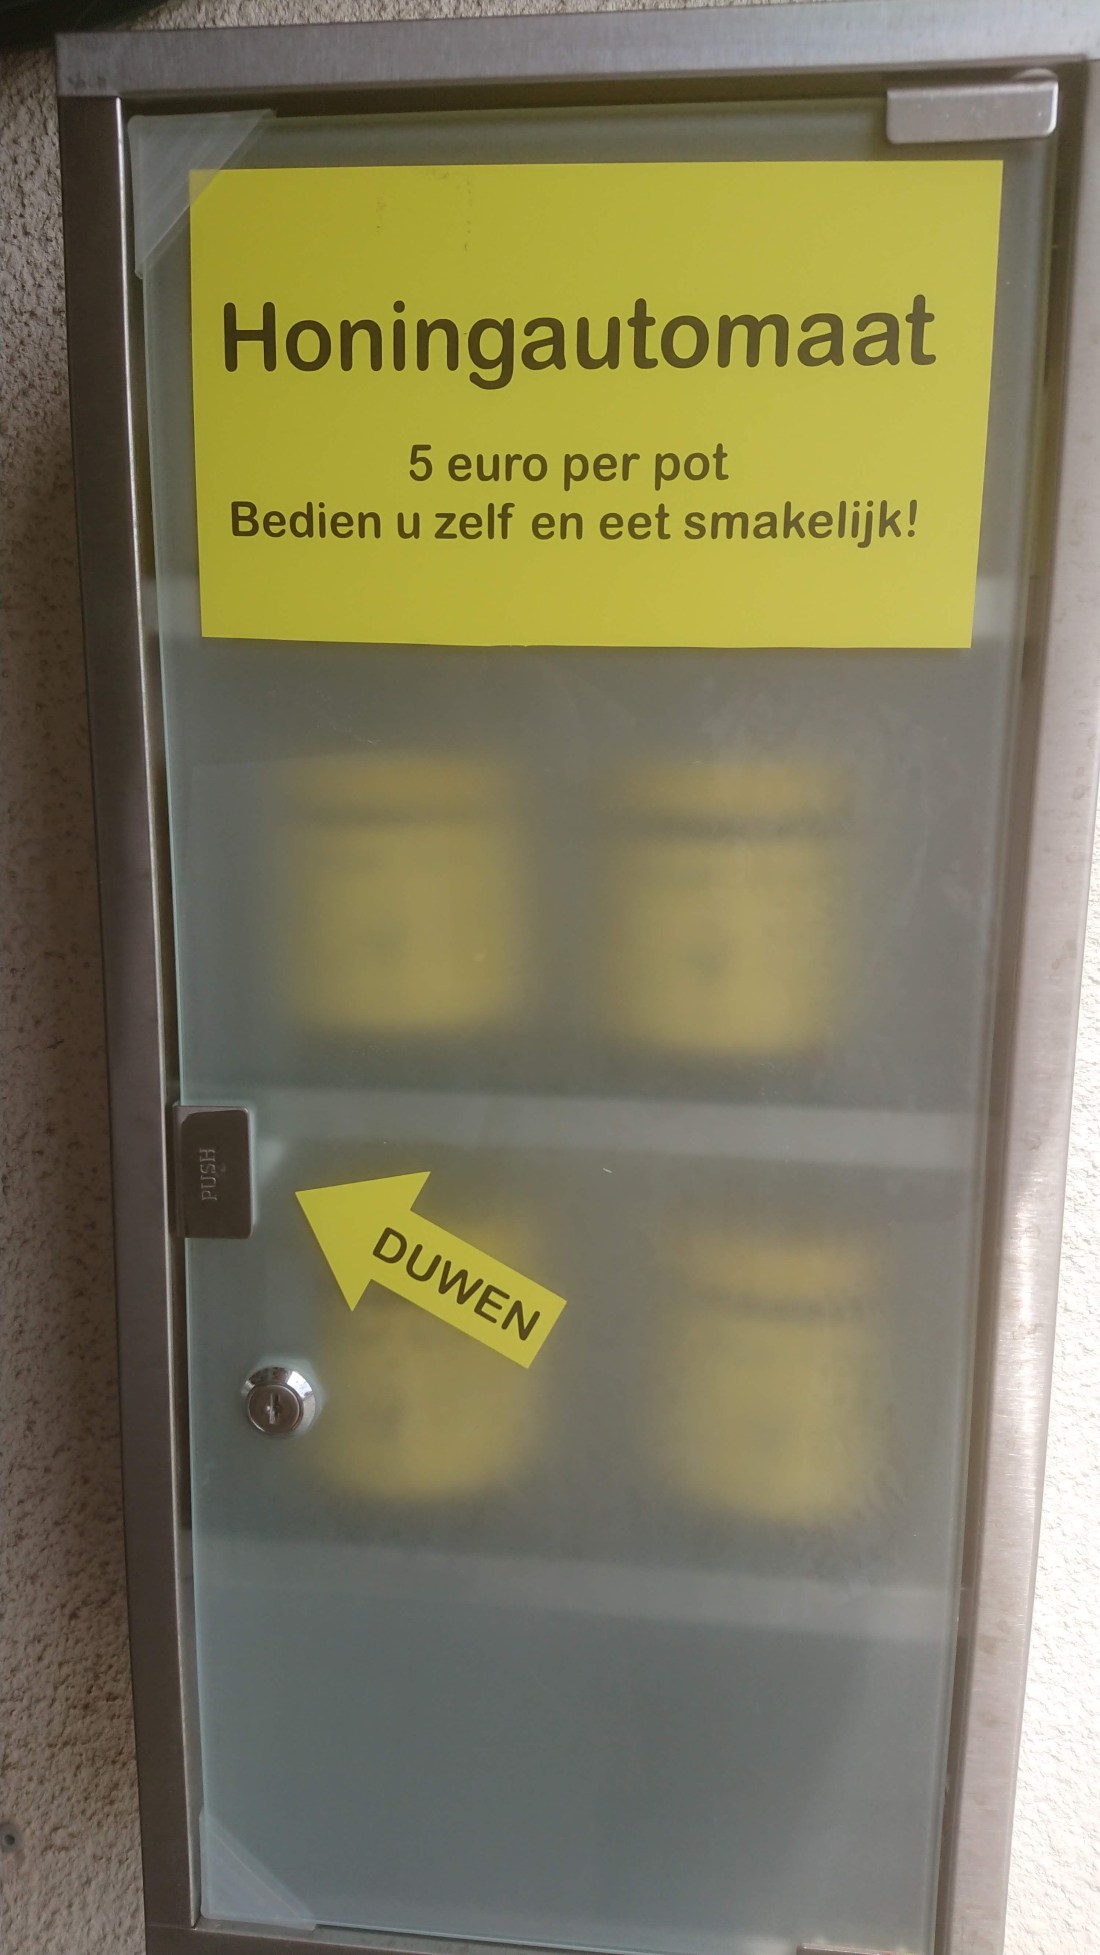 Honingautomaat
5 euro per pot
Bedien u zelf en eet smakelijk!
PUSH
DUWEN